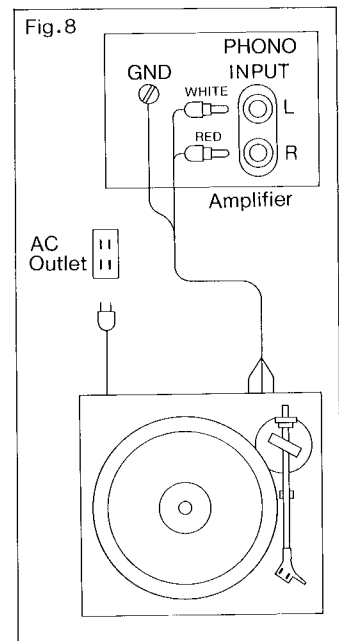 Fig.8
PHONO
GND INPUT
WHITE
L
RED
R
Amplifier
AC
Outlet